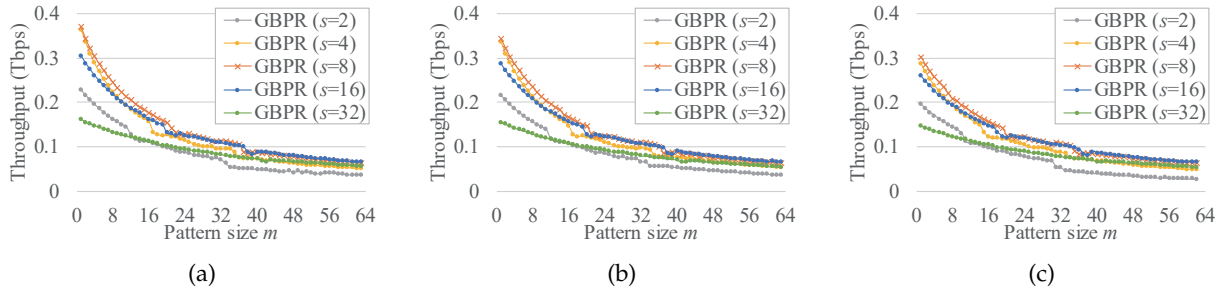 Throughput (Tbps)
0.4
0.3
0.2
0.1
0
GBPR (s=2)
GBPR (s=4)
GBPR (s=8)
GBPR (s=16)
GBPR (s=32)
0 8 16 24 32 40 48 56 64
Pattern size m
(a)
Throughput (Tbps)
0.4
0.3
0.2
0.1
0
GBPR (s=2)
GBPR (s=4)
GBPR (s=8)
GBPR (s=16)
GBPR (s=32)
0 8 16 24 32 40 48 56 64
Pattern size m
(b)
Throughput (Tbps)
0.4
0.3
0.2
0.1
0
GBPR (s=2)
GBPR (s=4)
GBPR (s=8)
GBPR (s=16)
GBPR (s=32)
0 8 16 24 32 40 48 56 64
Pattern size m
(c)